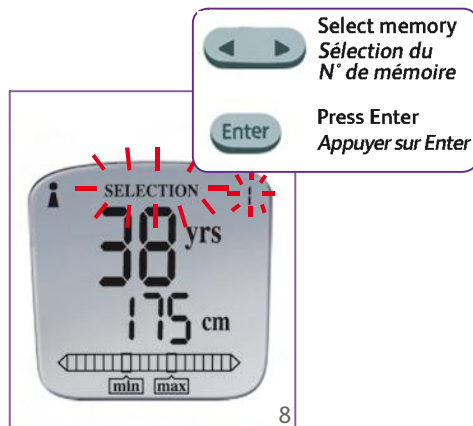 Select memory
Sélection du
N° de mémoire
Enter
Press Enter
Appuyer sur Enter
SELECTION
1
38 yrs
175 cm
min max
8